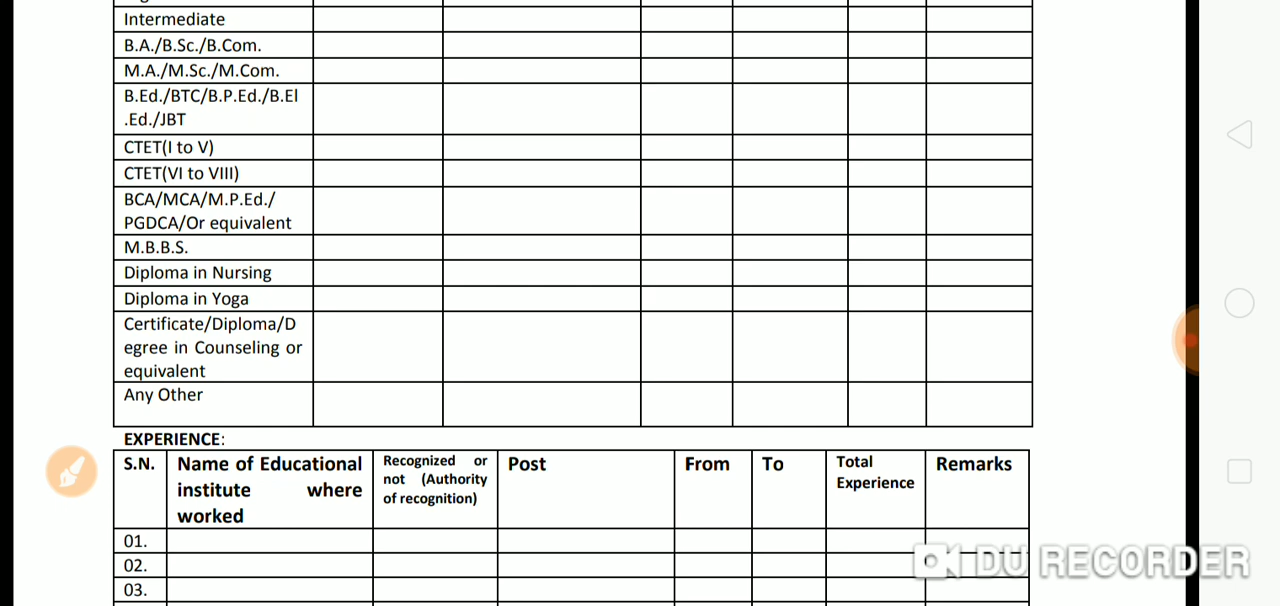 Intermediate
B.A./B.Sc./B.Com.
M.A./M.Sc./M.Com.
B.Ed./BTC/B.P.Ed./B.El
.Ed./JBT
CTET(I to V)
CTET(VI to VIII)
BCA/MCA/M.P.Ed./
PGDCA/Or equivalent
M.B.B.S.
Diploma in Nursing
Diploma in Yoga
Certificate/Diploma/D
egree in Counseling or
equivalent
Any Other
EXPERIENCE:
S.N.
Name of Educational
institute where
worked
Recognized or
not (Authority
of recognition)
Post
From
To
Total
Experience
Remarks
01.
02.
03.
DU RECORDER